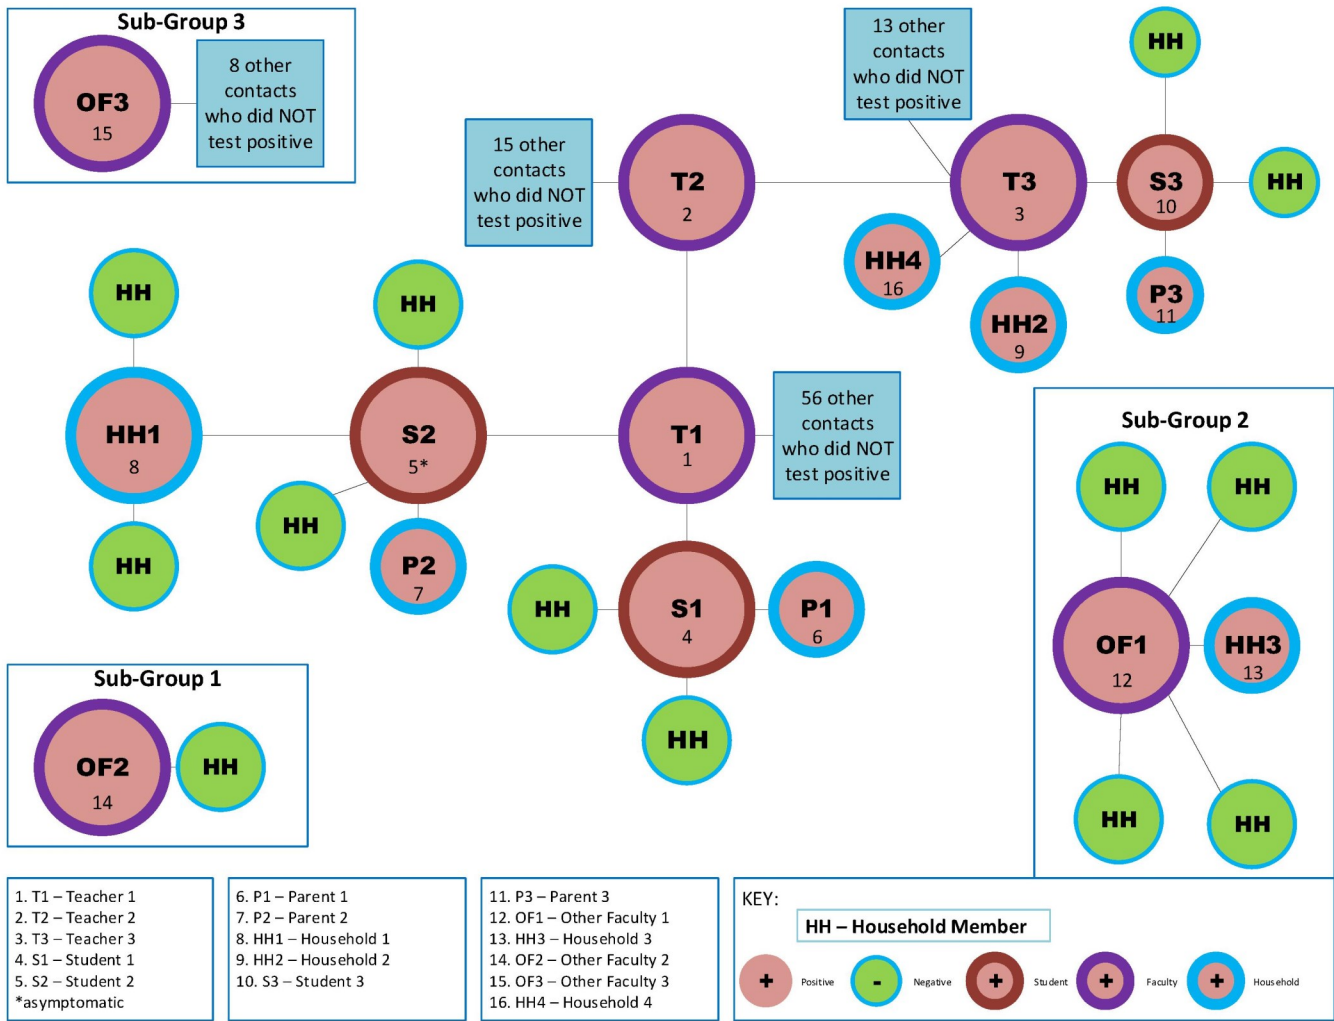 Sub-Group 3
OF3
15
8 other
contacts
who did NOT
test positive
15 other
contacts
who did NOT
test positive
T2
2
13 other
contacts
who did NOT
test positive
T3
3
HH
S3
10
HH
HH4
16
HH2
9
P3
11
HH
HH
HH1
8
S2
5*
T1
1
56 other
contacts
who did NOT
test positive
HH
HH
P2
7
HH
S1
4
P1
6
HH
Sub-Group 2
HH
HH
OF1
12
HH3
13
HH
HH
Sub-Group 1
OF2
14
HH
1. T1 – Teacher 1
2. T2 – Teacher 2
3. T3 – Teacher 3
4. S1 – Student 1
5. S2 – Student 2
*asymptomatic
6. P1 – Parent 1
7. P2 – Parent 2
8. HH1 – Household 1
9. HH2 – Household 2
10. S3 – Student 3
11. P3 – Parent 3
12. OF1 – Other Faculty 1
13. HH3 – Household 3
14. OF2 – Other Faculty 2
15. OF3 – Other Faculty 3
16. HH4 – Household 4
KEY:
HH – Household Member
+ Positive
- Negative
+ Student
+ Faculty
+ Household